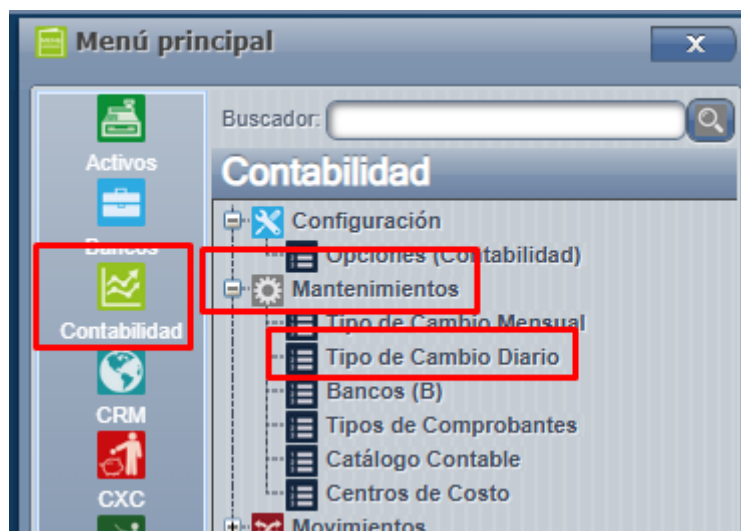 Menú principal
x
Activos
Bancos
Contabilidad
CRM
CXC
Buscador:
Contabilidad
Configuración
Opciones (Contabilidad)
Mantenimientos
Tipo de Cambio Mensual
Tipo de Cambio Diario
Bancos (B)
Tipos de Comprobantes
Catálogo Contable
Centros de Costo
Movimientos